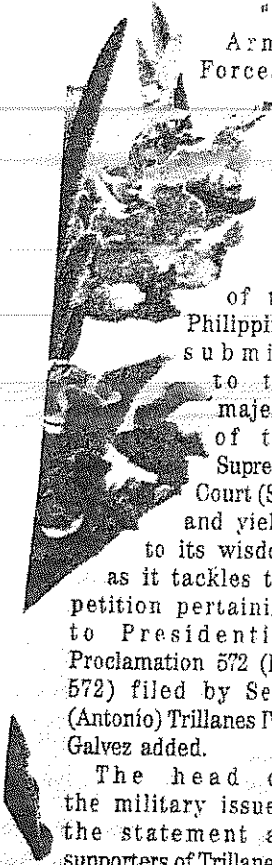 "
Arm
Force
of t
Philippi
submi
to t
maje
of t
Supre
Court (S
and yiel
to its wisdo
as it tackles t
petition pertaini
to Presidenti
Proclamation 572 (
572) filed by Se
(Antonio) Trillanes I
Galvez added.
The head o
the military issue
the statement a
supporters of Trillane